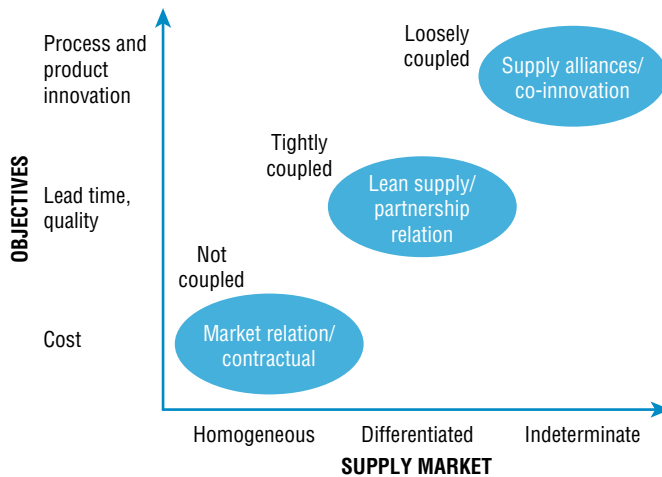 Process and
product
innovation
Loosely
coupled
Supply alliances/
co-innovation
Tightly
coupled
OBJECTIVES
Lead time,
quality
Lean supply/
partnership
relation
Not
coupled
Cost
Market relation/
contractual
Homogeneous
Differentiated
Indeterminate
SUPPLY MARKET